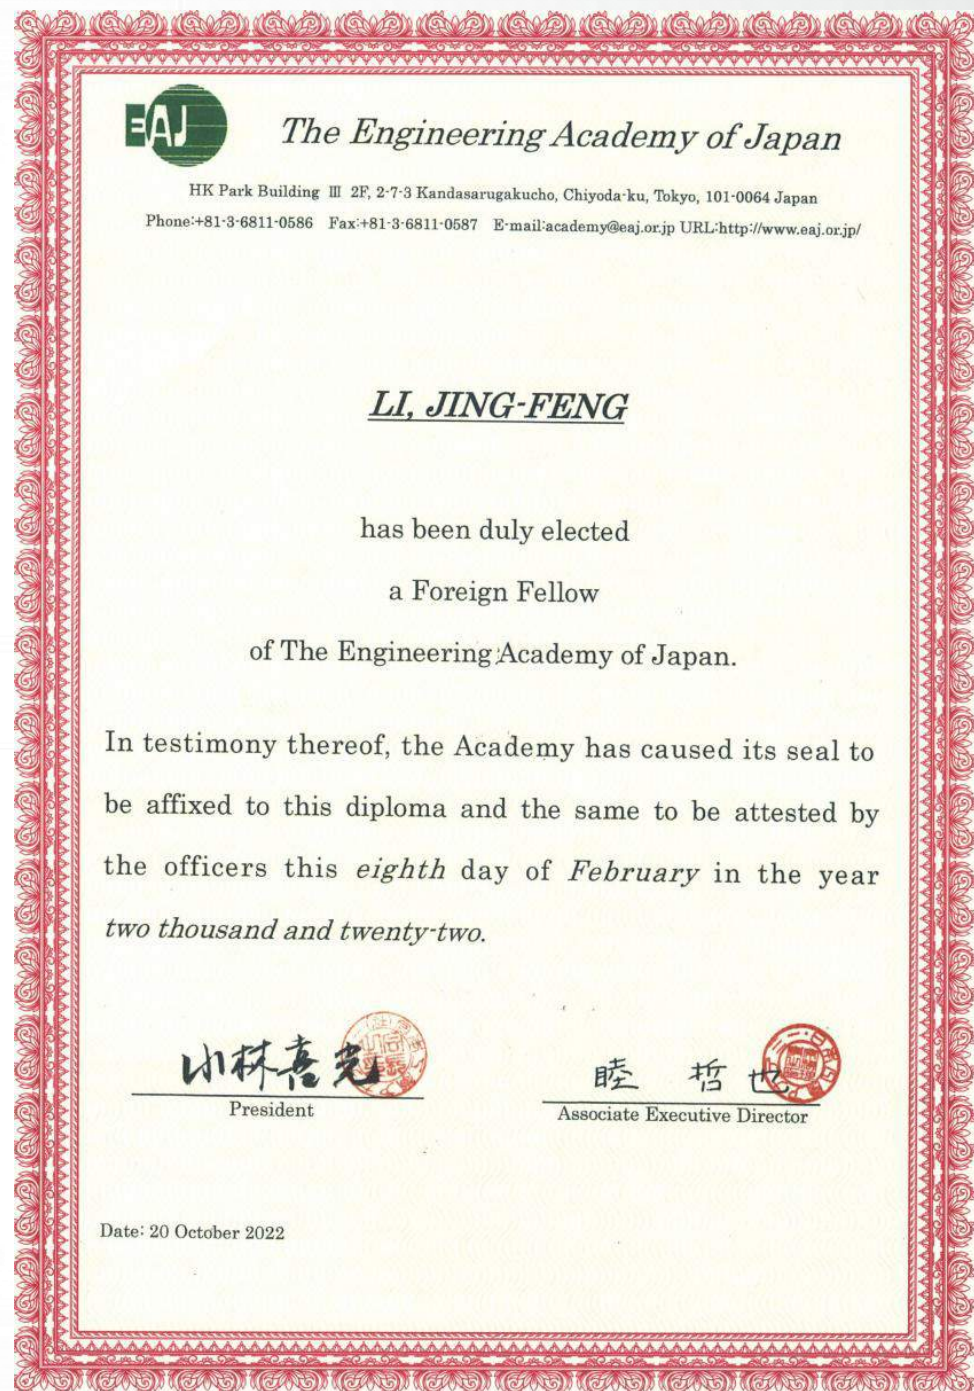 EAJ
The Engineering Academy of Japan
HK Park Building Ⅲ 2F, 2-7-3 Kandasarugakucho, Chiyoda-ku, Tokyo, 101-0064 Japan
Phone:+81-3-6811-0586 Fax:+81-3-6811-0587 E-mail:academy@eaj.or.jp URL:http://www.eaj.or.jp/
LI, JING-FENG
has been duly elected
a Foreign Fellow
of The Engineering Academy of Japan.
In testimony thereof, the Academy has caused its seal to
be affixed to this diploma and the same to be attested by
the officers this eighth day of February in the year
two thousand and twenty-two.
小林喜光 睦 哲也
President Associate Executive Director
Date: 20 October 2022